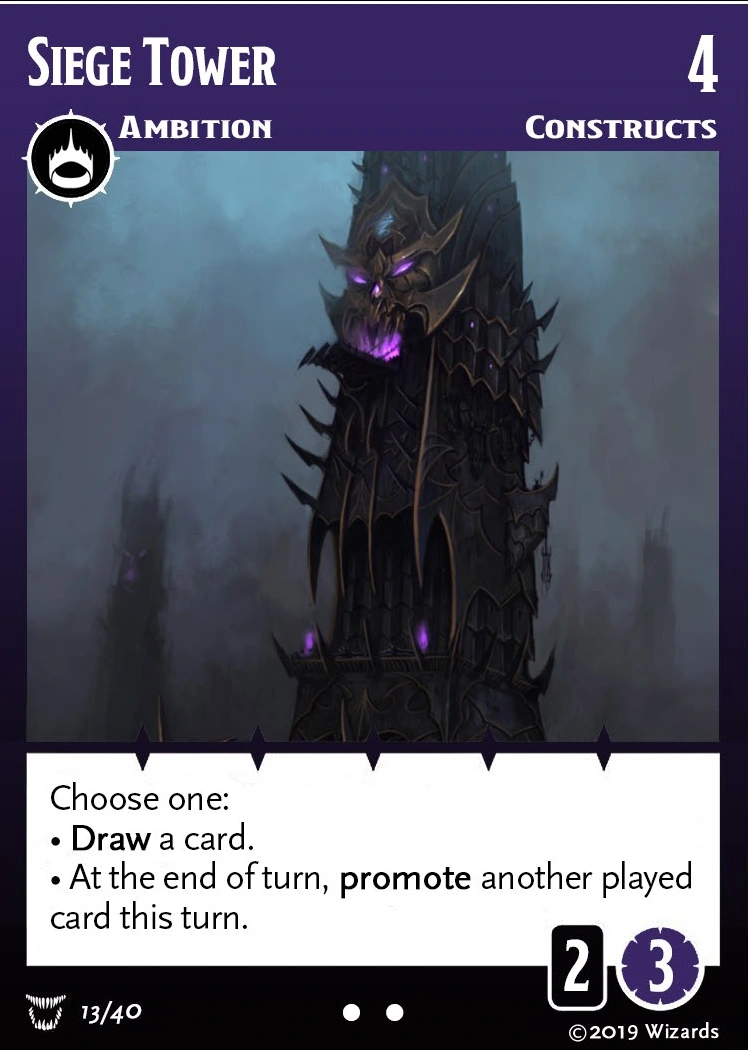 Siege Tower
4
Ambition
Constructs
Choose one:
• Draw a card.
• At the end of turn, promote another played
card this turn.
2
3
13/40
©2019 Wizards